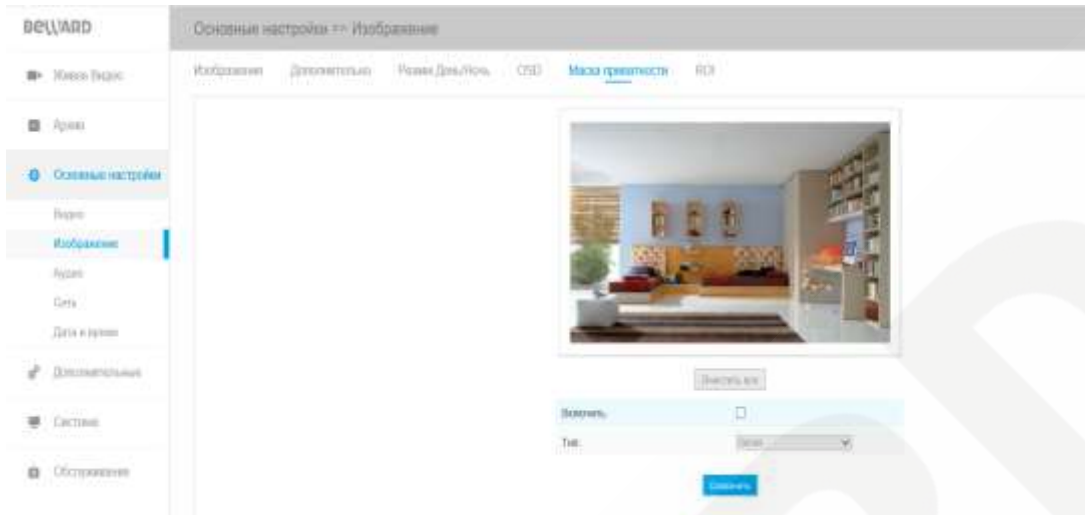 BEWARD
Основные настройки >> Изображение
Изображение Дополнительно Режим День/Ночь OSD Маска приватности ROI
Живое Видео
Архив
Основные настройки
Видео
Изображение
Аудио
Сеть
Дата и время
Дополнительные
Система
Обслуживание
Очистить все
Включить
Тип:
Сохранить